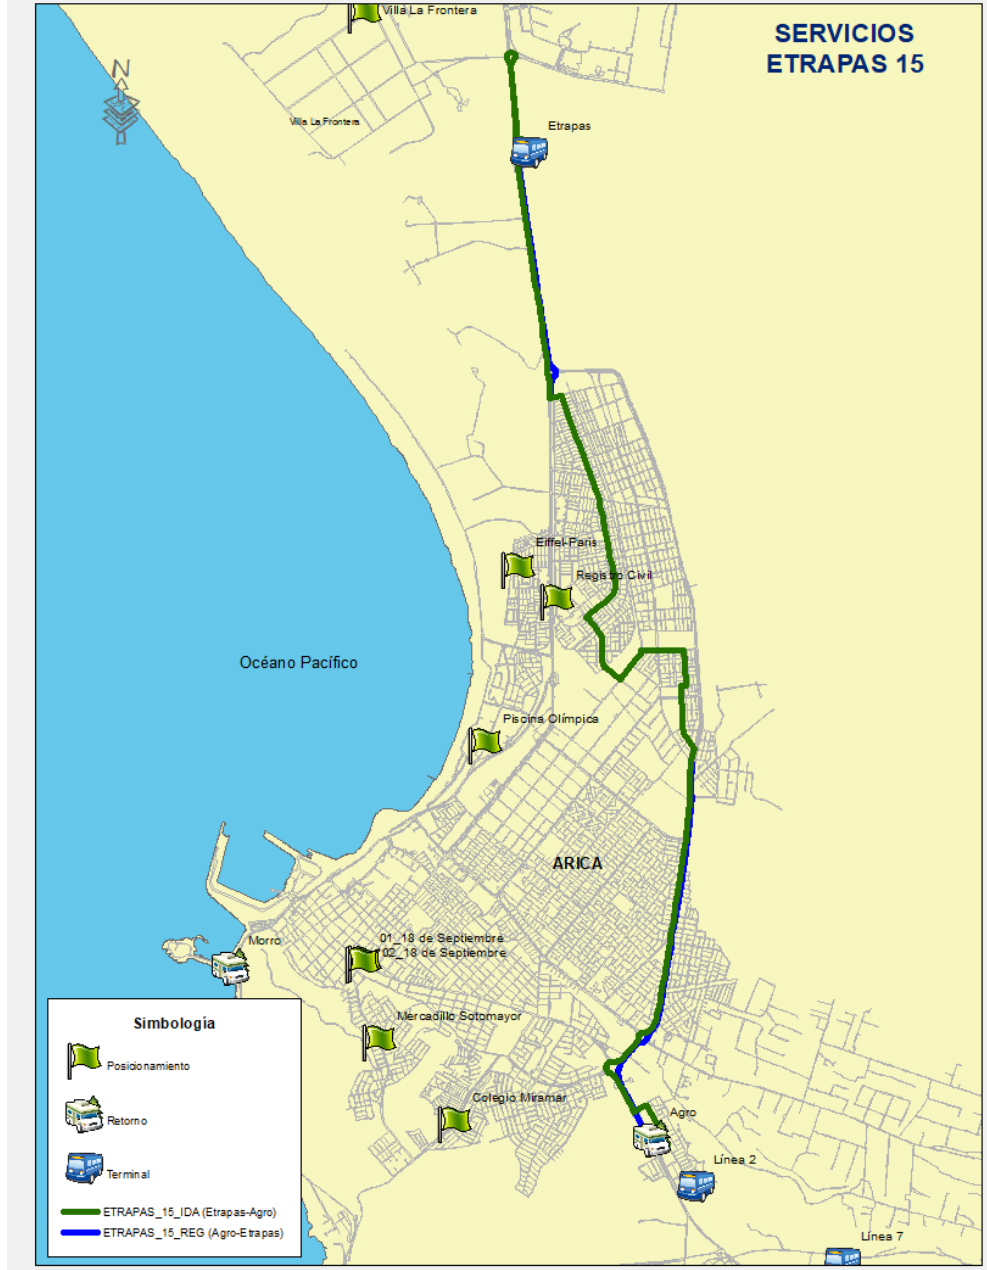 Villa La Frontera
SERVICIOS
ETRAPAS 15
N
Villa La Frontera
Etrapas
Eiffel-Paris
Registro Civil
Océano Pacífico
Piscina Olímpica
ARICA
Morro
01_18 de Septiembre
02_18 de Septiembre
Mercadillo Sotomayor
Colegio Miramar
Agro
Línea 2
Línea 7
Simbología
Posicionamiento
Retorno
Terminal
ETRAPAS_15_IDA (Etrapas-Agro)
ETRAPAS_15_REG (Agro-Etrapas)